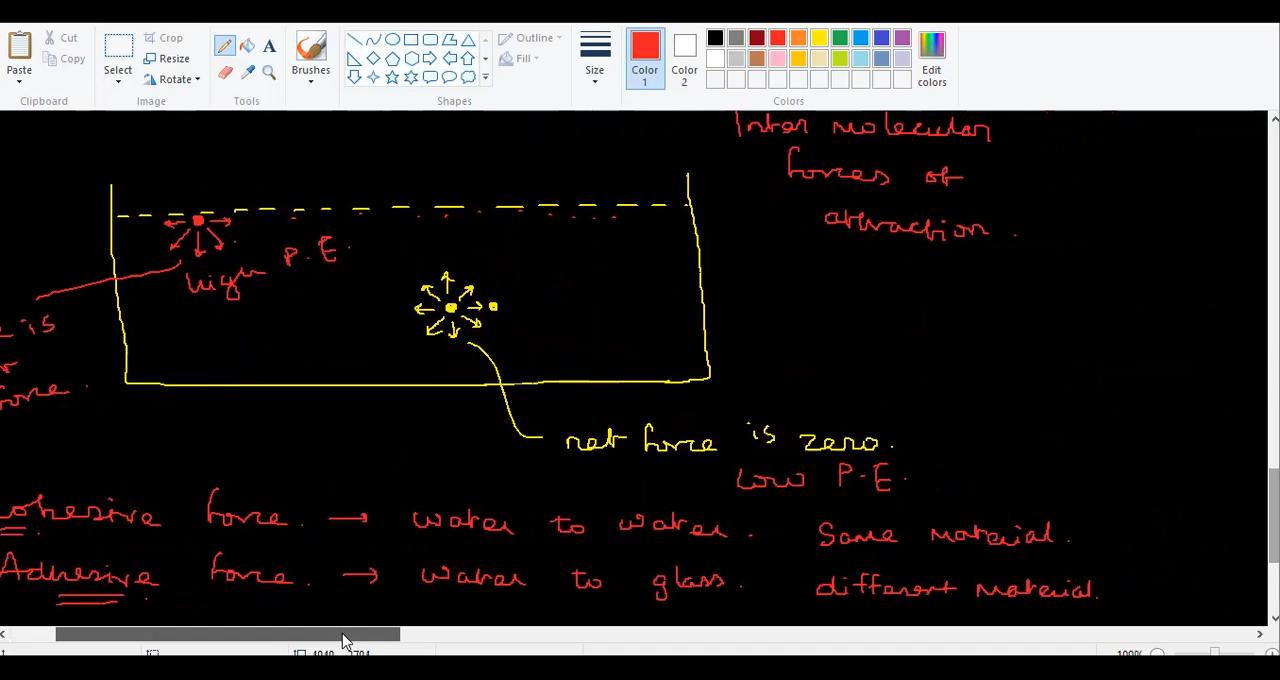 Cut
Copy
Paste
Clipboard
Crop
Resize
Rotate
Select
Image
A
Tools
Brushes
Outline
Fill
Shapes
Size
Color 1
Color 2
Edit colors
Colors
Inter molecular
forces of
attraction.
high P.E.
is
net force is zero.
Low P.E.
ohesive force. → water to water. Same material.
Adhesive force. → water to glass. different material.
100%